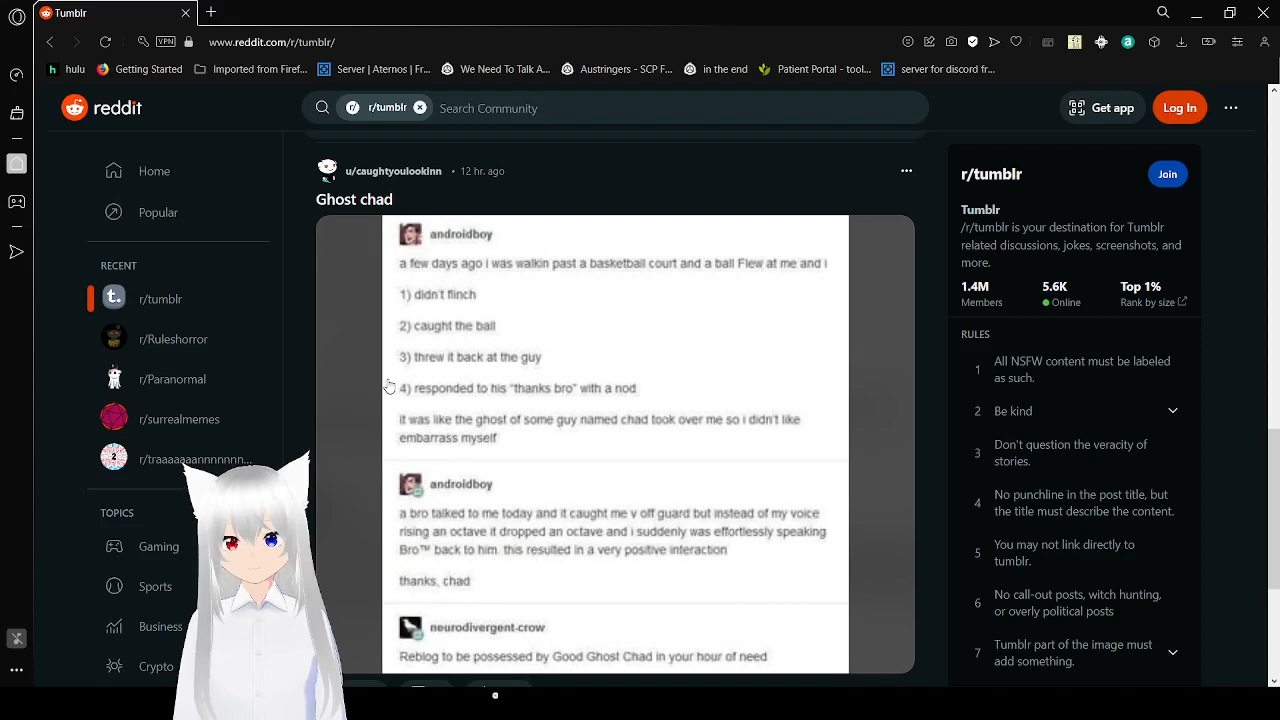 Tumblr
VPN
www.reddit.com/r/tumblr/
hulu
Getting Started
Imported from Firef...
Server | Aternos | Fr...
We Need To Talk A...
Austringers - SCP F...
in the end
Patient Portal - tool...
server for discord fr...
reddit
r/
r/tumblr
Search Community
Get app
Log In
Home
Popular
RECENT
r/tumblr
r/Ruleshorror
r/Paranormal
r/surrealmemes
r/traaaaaaannnnnnn...
TOPICS
Gaming
Sports
Business
Crypto
u/caughtyoulookinn
• 12 hr. ago
Ghost chad
androidboy
a few days ago i was walkin past a basketball court and a ball Flew at me and i
1) didn't flinch
2) caught the ball
3) threw it back at the guy
4) responded to his “thanks bro” with a nod
it was like the ghost of some guy named chad took over me so i didn't like
embarrass myself
androidboy
a bro talked to me today and it caught me v off guard but instead of my voice
rising an octave it dropped an octave and i suddenly was effortlessly speaking
Bro™ back to him. this resulted in a very positive interaction
thanks, chad
neurodivergent-crow
Reblog to be possessed by Good Ghost Chad in your hour of need
r/tumblr
Join
Tumblr
/r/tumblr is your destination for Tumblr
related discussions, jokes, screenshots, and
more.
1.4M
Members
5.6K
Online
Top 1%
Rank by size
RULES
1
All NSFW content must be labeled
as such.
2
Be kind
3
Don't question the veracity of
stories.
4
No punchline in the post title, but
the title must describe the content.
5
You may not link directly to
tumblr.
6
No call-out posts, witch hunting,
or overly political posts
7
Tumblr part of the image must
add something.